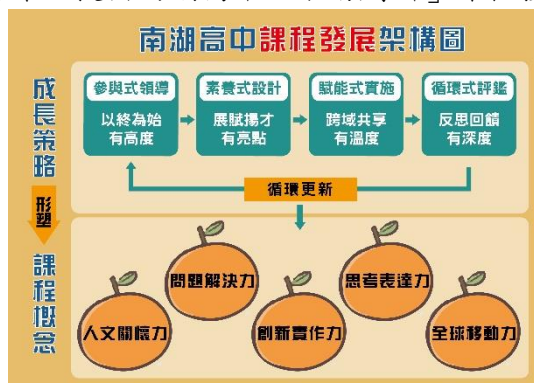 南湖高中課程發展架構圖
成長策略
參與式領導
以終為始
有高度
素養式設計
展賦揚才
有亮點
賦能式實施
跨域共享
有溫度
循環式評鑑
反思回饋
有深度
循環更新
形塑
課程概念
問題解決力
思考表達力
人文關懷力
創新實作力
全球移動力